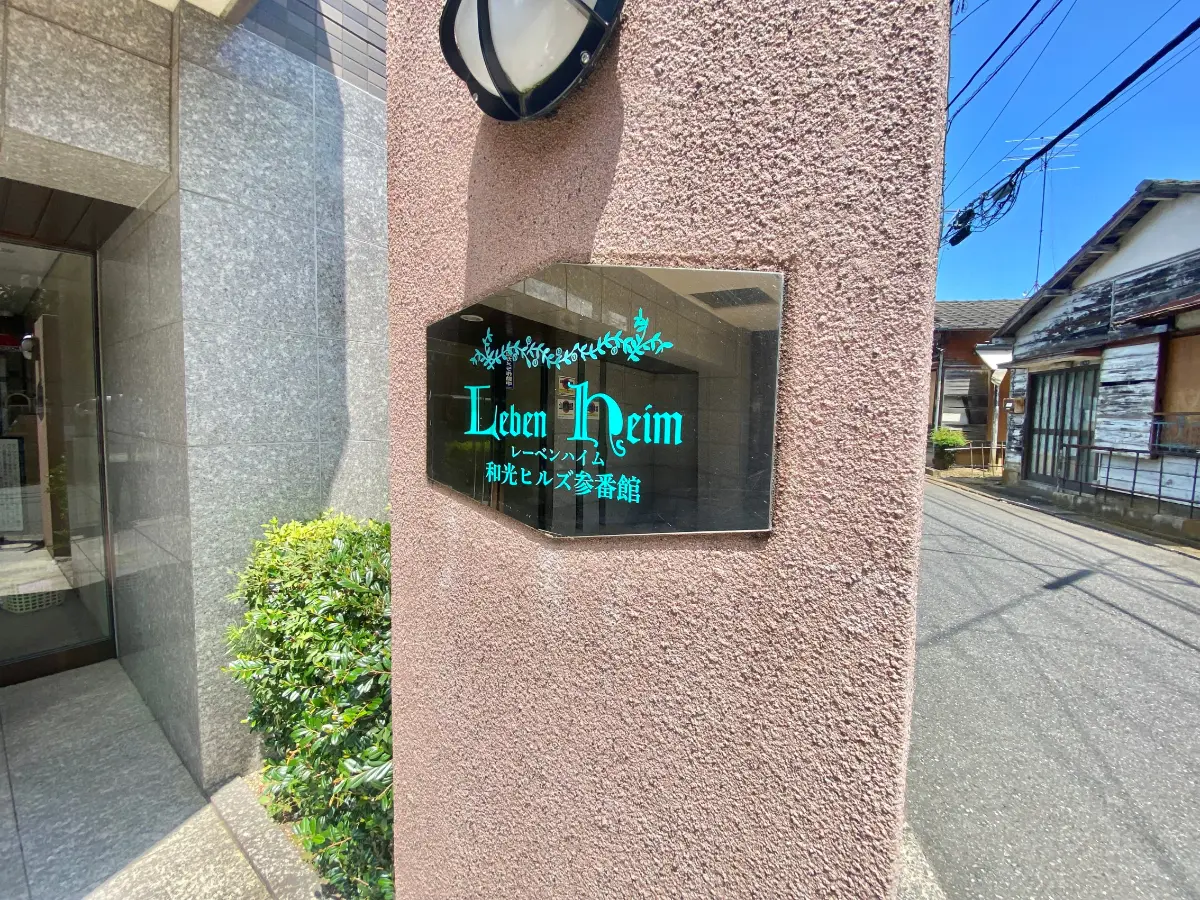 Leben Heim
レーベンハイム
和光ヒルズ参番館